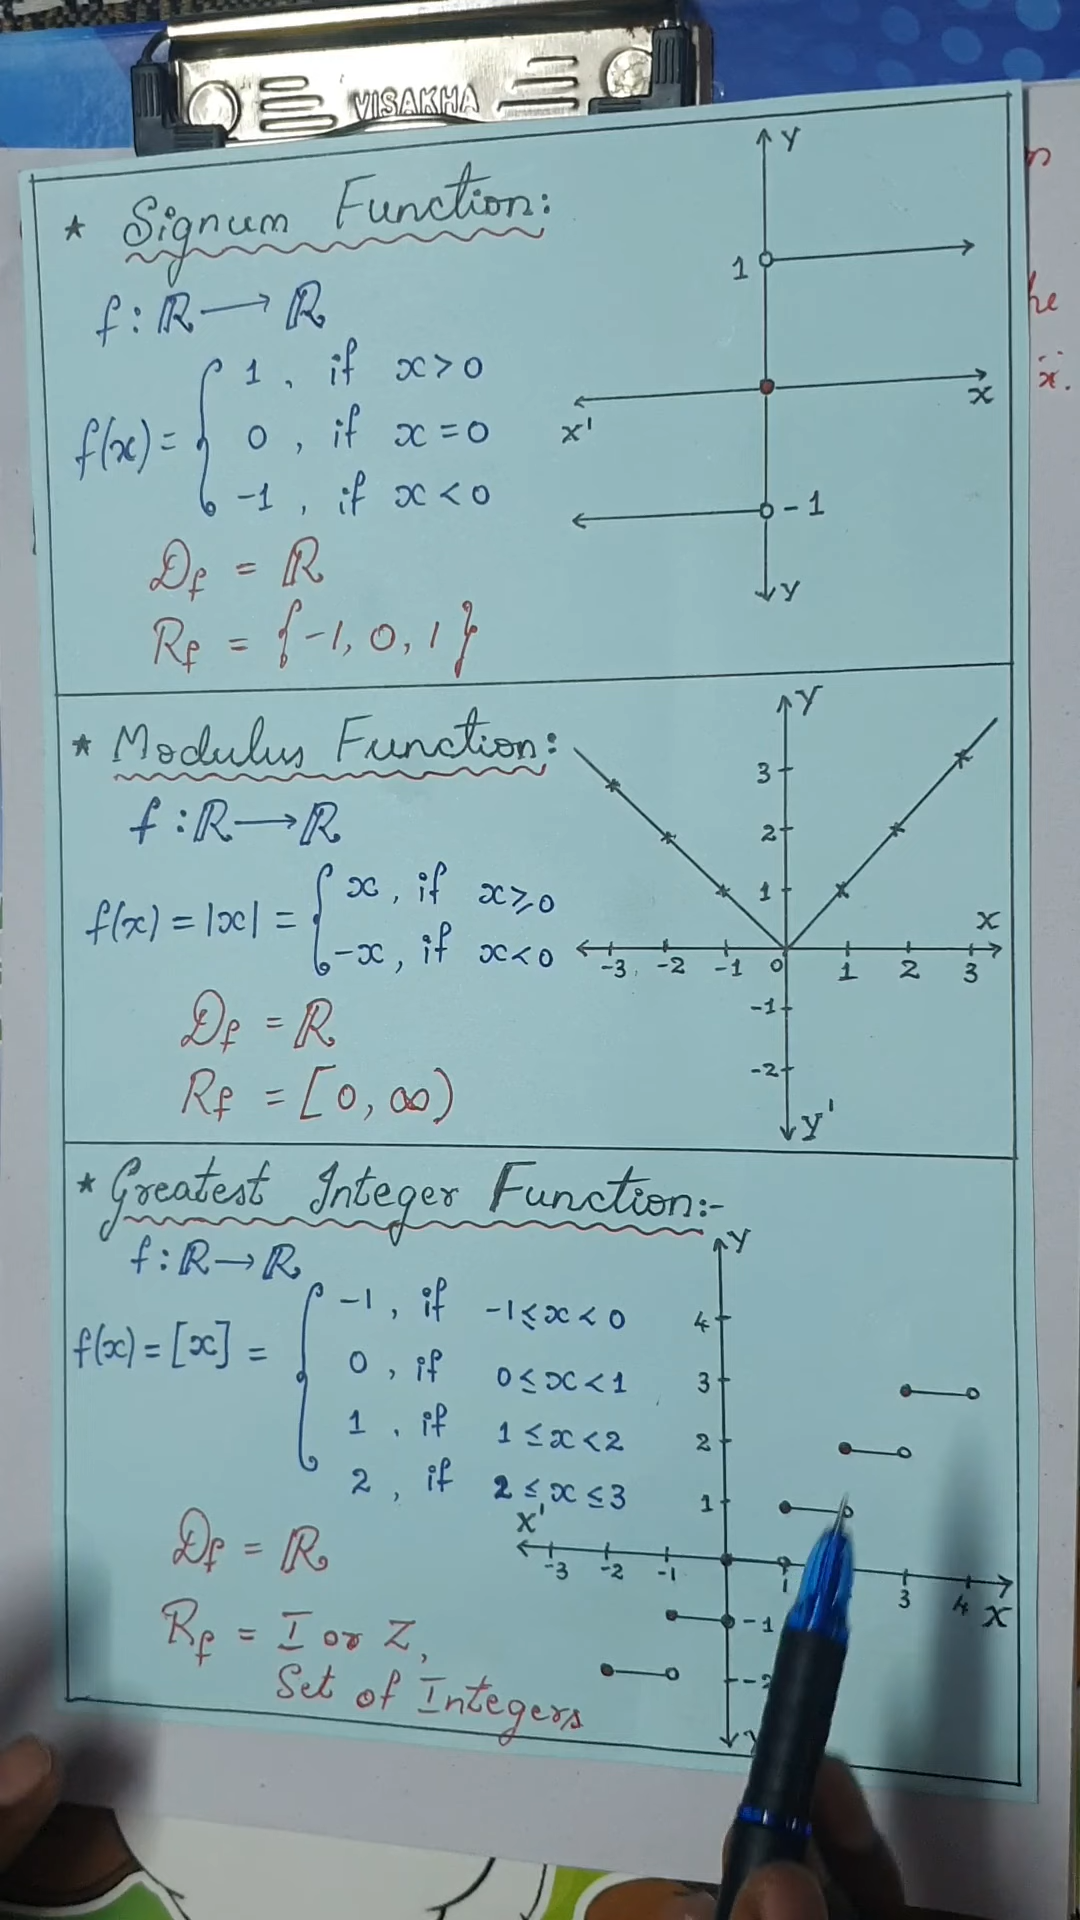 VISAKHA
* Signum Function:
f : ℝ → ℝ
f(x) = { 1, if x > 0
0, if x = 0
-1, if x < 0
D_f = ℝ
R_f = {-1, 0, 1}
Y
1
X
X'
-1
Y
he
x.
* Modulus Function:
f : ℝ → ℝ
f(x) = |x| = { x, if x ⩾ 0
-x, if x < 0
D_f = ℝ
R_f = [0, ∞)
Y
3
2
1
X
-3 -2 -1 0 1 2 3
-1
-2
Y'
* Greatest Integer Function:-
f : ℝ → ℝ
f(x) = [x] = { -1, if -1 ≤ x < 0
0, if 0 ≤ x < 1
1, if 1 ≤ x < 2
2, if 2 ≤ x ≤ 3
D_f = ℝ
R_f = I or Z,
Set of Integers
Y
4
3
2
1
X'
-3 -2 -1 1 3 4 X
-1